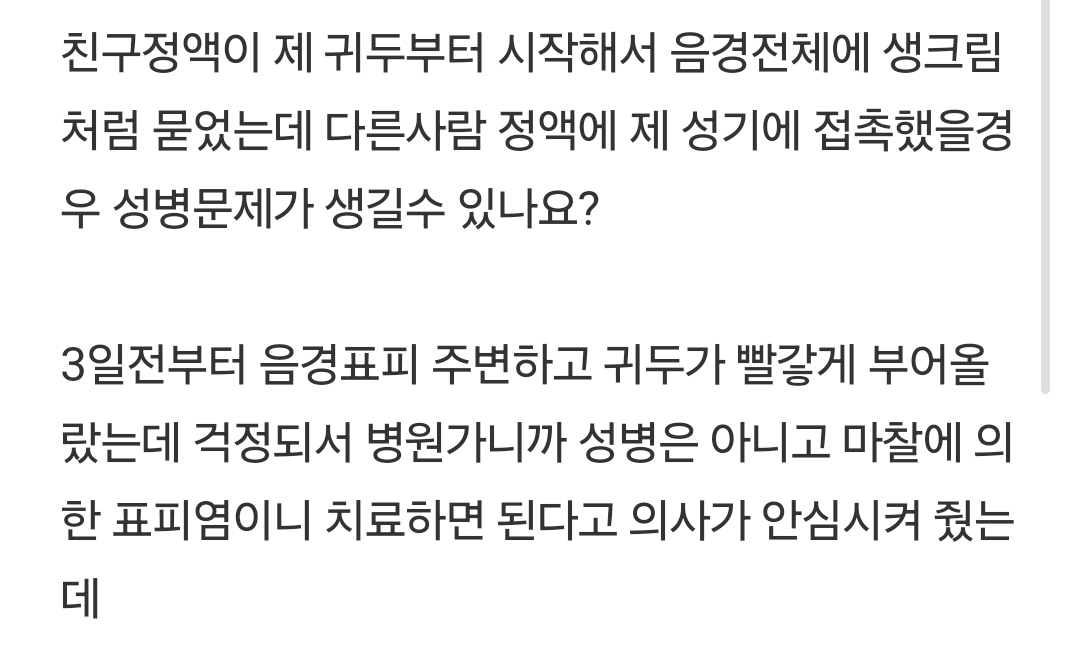 친구정액이 제 귀두부터 시작해서 음경전체에 생크림
처럼 묻었는데 다른사람 정액에 제 성기에 접촉했을경
우 성병문제가 생길수 있나요?
3일전부터 음경표피 주변하고 귀두가 빨갛게 부어올
랐는데 걱정되서 병원가니까 성병은 아니고 마찰에 의
한 표피염이니 치료하면 된다고 의사가 안심시켜 줬는
데